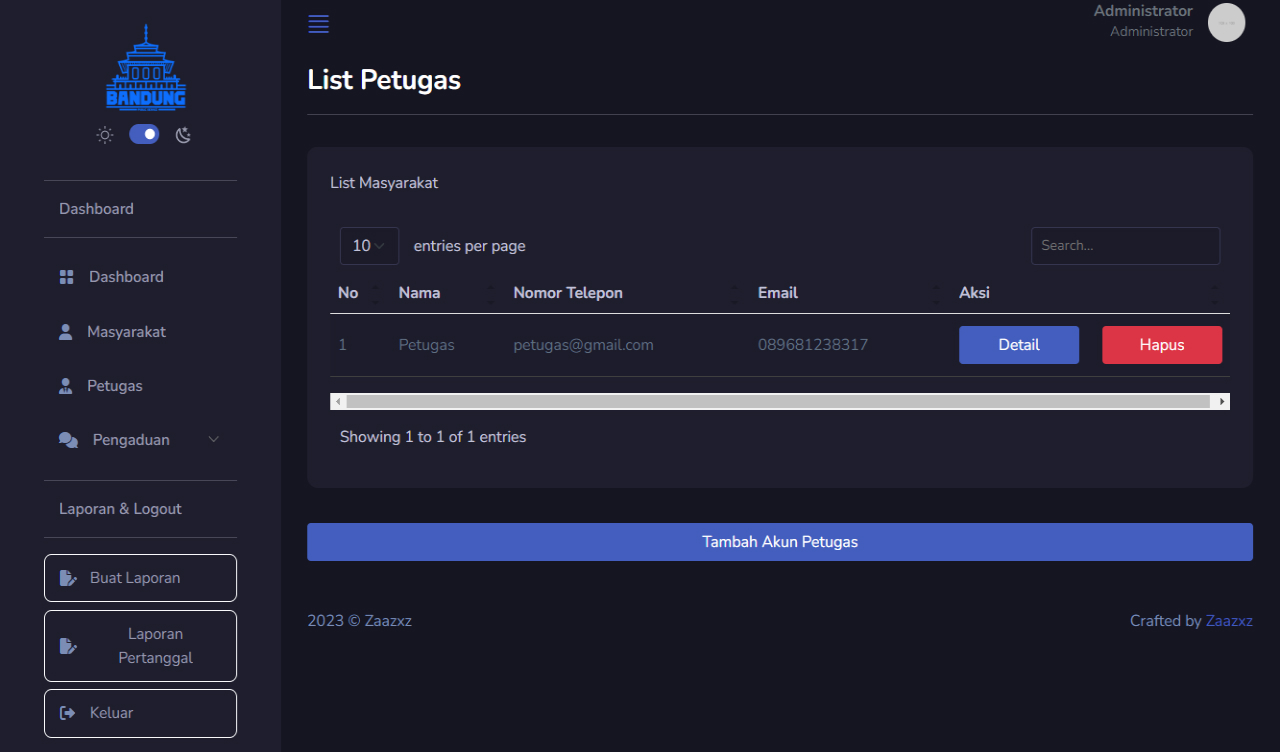 BANDUNG
Dashboard
Dashboard
Masyarakat
Petugas
Pengaduan
Laporan & Logout
Buat Laporan
Laporan
Pertanggal
Keluar
Administrator
Administrator
List Petugas
List Masyarakat
10 entries per page
Search...
No Nama Nomor Telepon Email Aksi
1 Petugas petugas@gmail.com 089681238317 Detail Hapus
Showing 1 to 1 of 1 entries
Tambah Akun Petugas
2023 © Zaazxz
Crafted by Zaazxz